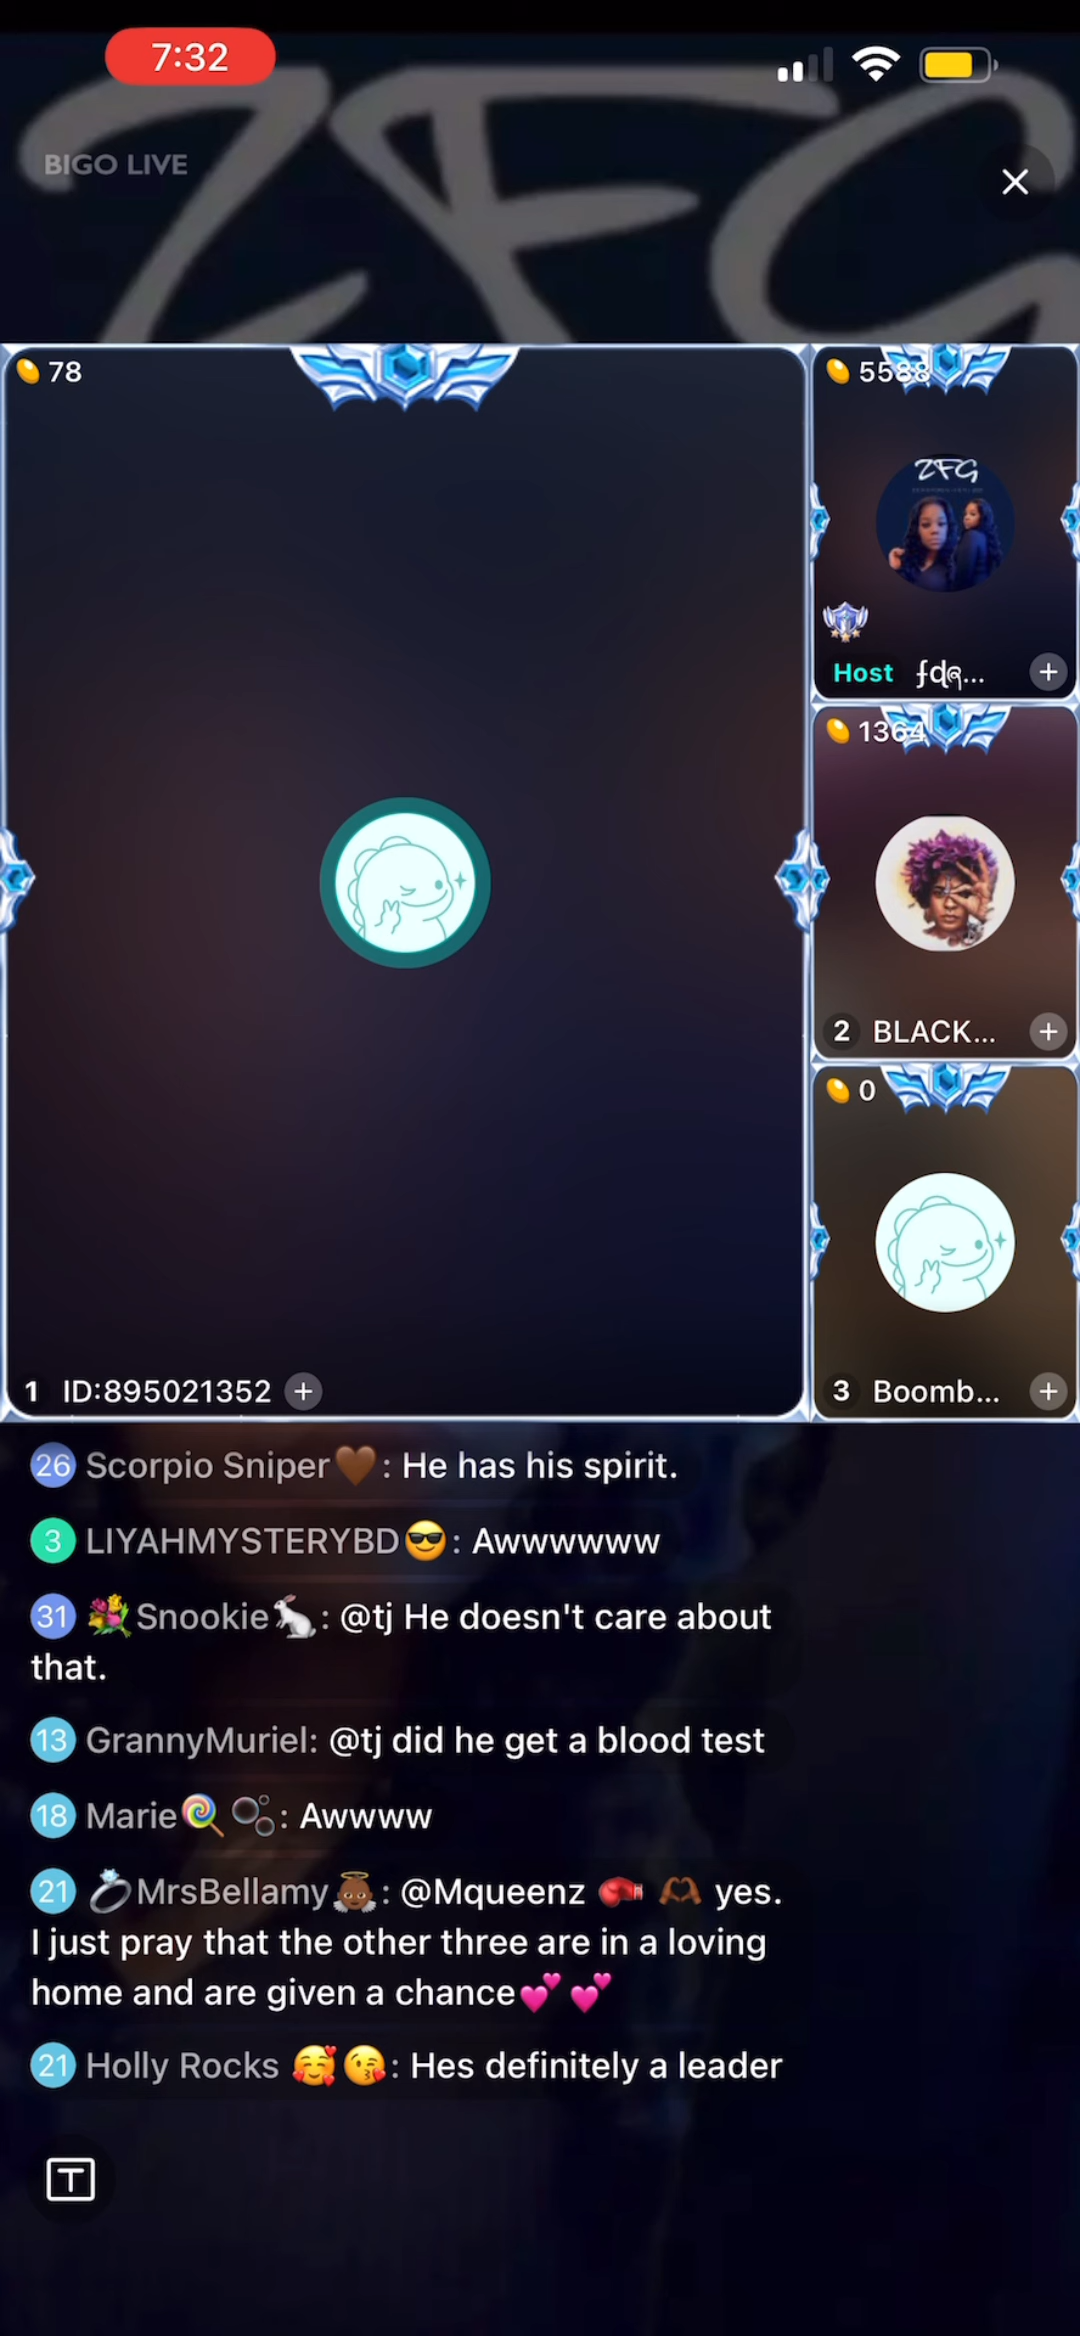 7:32
ZFG
BIGO LIVE
78
5588
ZFG
Host ʄɖཞ...
1364
2 BLACK...
0
1 ID:895021352
3 Boomb...
26 Scorpio Sniper🤎: He has his spirit.
3 LIYAHMYSTERYBD😎: Awwwwww
31 💐Snookie🐇: @tj He doesn't care about
that.
13 GrannyMuriel: @tj did he get a blood test
18 Marie🍭🫧: Awwww
21 💍MrsBellamy👼🏾: @Mqueenz 🥊 🫶🏾 yes.
I just pray that the other three are in a loving
home and are given a chance💕💕
21 Holly Rocks 🥰😘: Hes definitely a leader
T